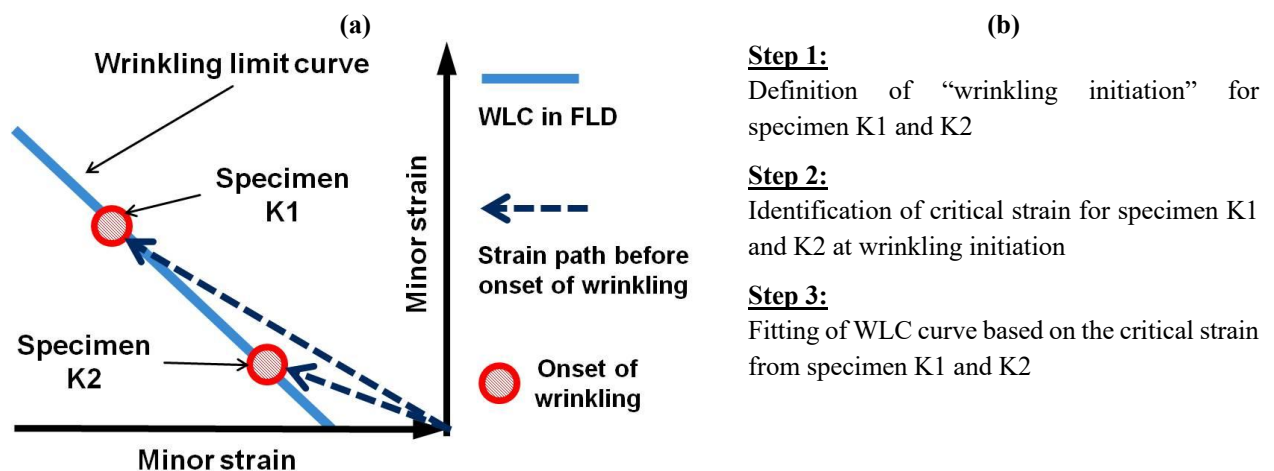 (a)
Wrinkling limit curve
Specimen
K1
Specimen
K2
Minor strain
Minor strain
WLC in FLD
Strain path before
onset of wrinkling
Onset of
wrinkling
(b)
Step 1:
Definition of “wrinkling initiation” for
specimen K1 and K2
Step 2:
Identification of critical strain for specimen K1
and K2 at wrinkling initiation
Step 3:
Fitting of WLC curve based on the critical strain
from specimen K1 and K2